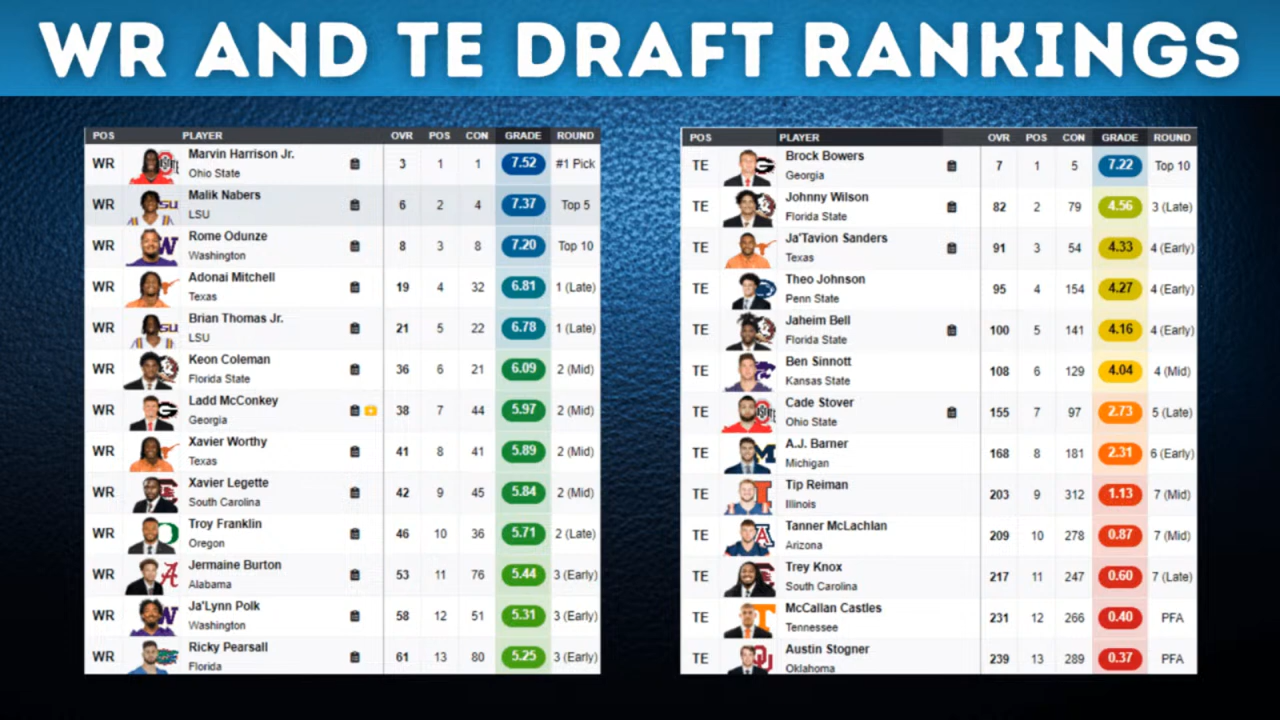 WR AND TE DRAFT RANKINGS
POS PLAYER OVR POS CON GRADE ROUND
WR Marvin Harrison Jr. 3 1 1 7.52 #1 Pick
Ohio State
WR Malik Nabers 6 2 4 7.37 Top 5
LSU
WR Rome Odunze 8 3 8 7.20 Top 10
Washington
WR Adonai Mitchell 19 4 32 6.81 1 (Late)
Texas
WR Brian Thomas Jr. 21 5 22 6.78 1 (Late)
LSU
WR Keon Coleman 36 6 21 6.09 2 (Mid)
Florida State
WR Ladd McConkey 38 7 44 5.97 2 (Mid)
Georgia
WR Xavier Worthy 41 8 41 5.89 2 (Mid)
Texas
WR Xavier Legette 42 9 45 5.84 2 (Mid)
South Carolina
WR Troy Franklin 46 10 36 5.71 2 (Late)
Oregon
WR Jermaine Burton 53 11 76 5.44 3 (Early)
Alabama
WR Ja'Lynn Polk 58 12 51 5.31 3 (Early)
Washington
WR Ricky Pearsall 61 13 80 5.25 3 (Early)
Florida
POS PLAYER OVR POS CON GRADE ROUND
TE Brock Bowers 7 1 5 7.22 Top 10
Georgia
TE Johnny Wilson 82 2 79 4.56 3 (Late)
Florida State
TE Ja'Tavion Sanders 91 3 54 4.33 4 (Early)
Texas
TE Theo Johnson 95 4 154 4.27 4 (Early)
Penn State
TE Jaheim Bell 100 5 141 4.16 4 (Early)
Florida State
TE Ben Sinnott 108 6 129 4.04 4 (Mid)
Kansas State
TE Cade Stover 155 7 97 2.73 5 (Late)
Ohio State
TE A.J. Barner 168 8 181 2.31 6 (Early)
Michigan
TE Tip Reiman 203 9 312 1.13 7 (Mid)
Illinois
TE Tanner McLachlan 209 10 278 0.87 7 (Mid)
Arizona
TE Trey Knox 217 11 247 0.60 7 (Late)
South Carolina
TE McCallan Castles 231 12 266 0.40 PFA
Tennessee
TE Austin Stogner 239 13 289 0.37 PFA
Oklahoma